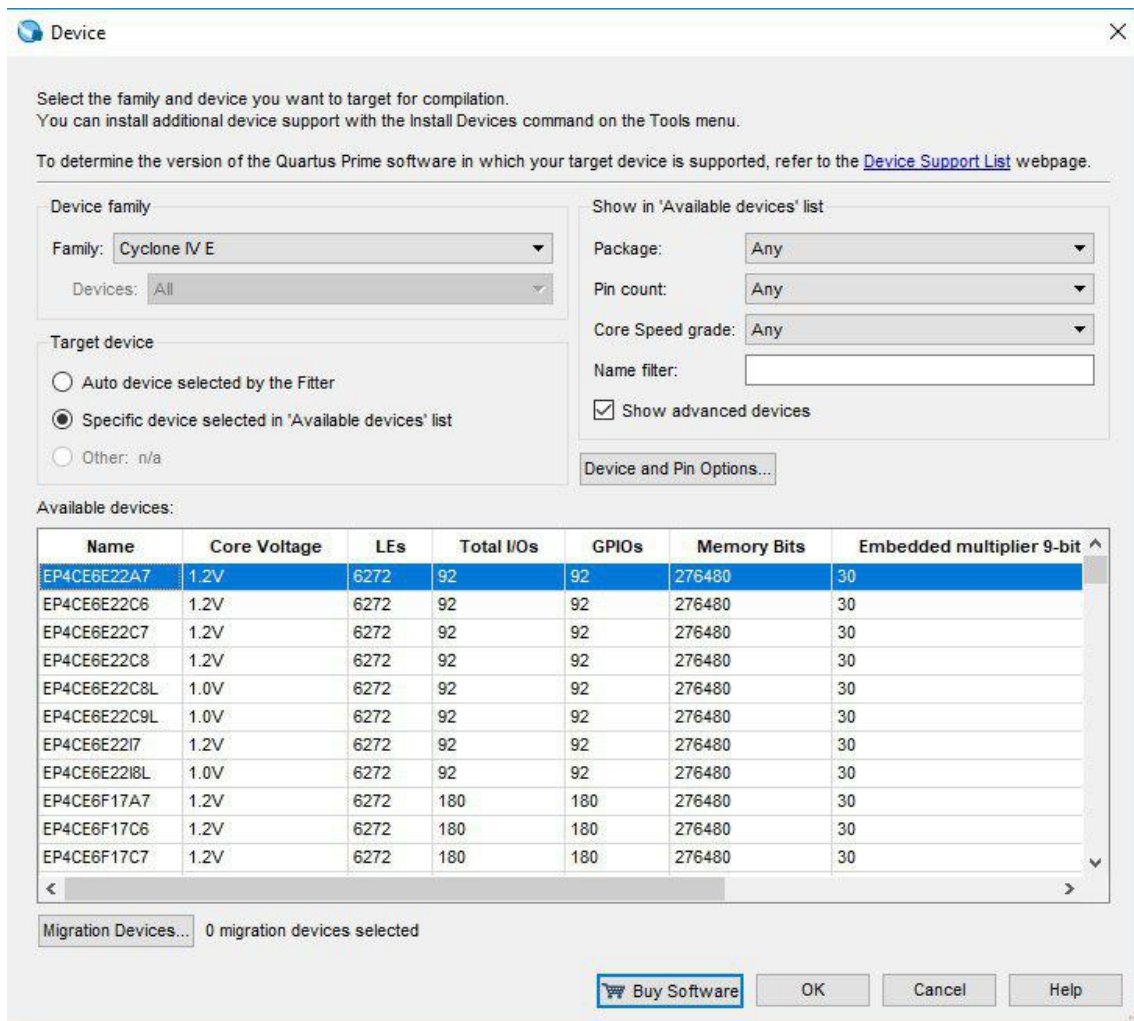 Device
Select the family and device you want to target for compilation.
You can install additional device support with the Install Devices command on the Tools menu.
To determine the version of the Quartus Prime software in which your target device is supported, refer to the Device Support List webpage.
Device family
Family: Cyclone IV E
Devices: All
Target device
Auto device selected by the Fitter
Specific device selected in 'Available devices' list
Other: n/a
Show in 'Available devices' list
Package: Any
Pin count: Any
Core Speed grade: Any
Name filter:
Show advanced devices
Device and Pin Options...
Available devices:
Name Core Voltage LEs Total I/Os GPIOs Memory Bits Embedded multiplier 9-bit
EP4CE6E22A7 1.2V 6272 92 92 276480 30
EP4CE6E22C6 1.2V 6272 92 92 276480 30
EP4CE6E22C7 1.2V 6272 92 92 276480 30
EP4CE6E22C8 1.2V 6272 92 92 276480 30
EP4CE6E22C8L 1.0V 6272 92 92 276480 30
EP4CE6E22C9L 1.0V 6272 92 92 276480 30
EP4CE6E22I7 1.2V 6272 92 92 276480 30
EP4CE6E22I8L 1.0V 6272 92 92 276480 30
EP4CE6F17A7 1.2V 6272 180 180 276480 30
EP4CE6F17C6 1.2V 6272 180 180 276480 30
EP4CE6F17C7 1.2V 6272 180 180 276480 30
Migration Devices... 0 migration devices selected
Buy Software OK Cancel Help